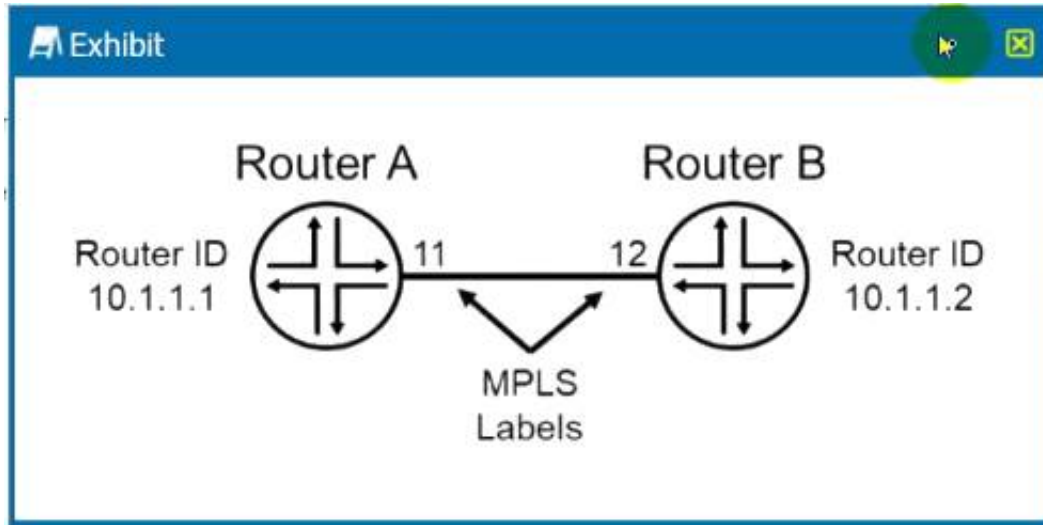 Exhibit
Router A
Router B
Router ID
10.1.1.1
11
12
Router ID
10.1.1.2
MPLS
Labels